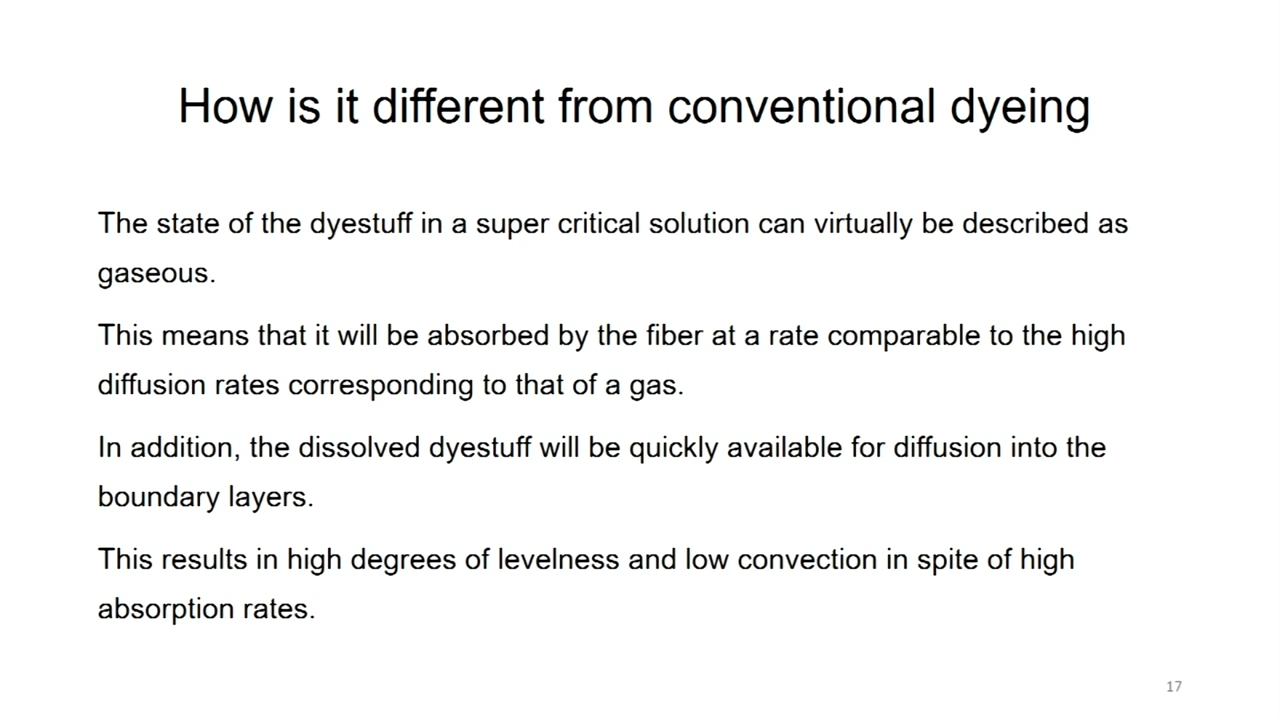 How is it different from conventional dyeing
The state of the dyestuff in a super critical solution can virtually be described as
gaseous.
This means that it will be absorbed by the fiber at a rate comparable to the high
diffusion rates corresponding to that of a gas.
In addition, the dissolved dyestuff will be quickly available for diffusion into the
boundary layers.
This results in high degrees of levelness and low convection in spite of high
absorption rates.
17